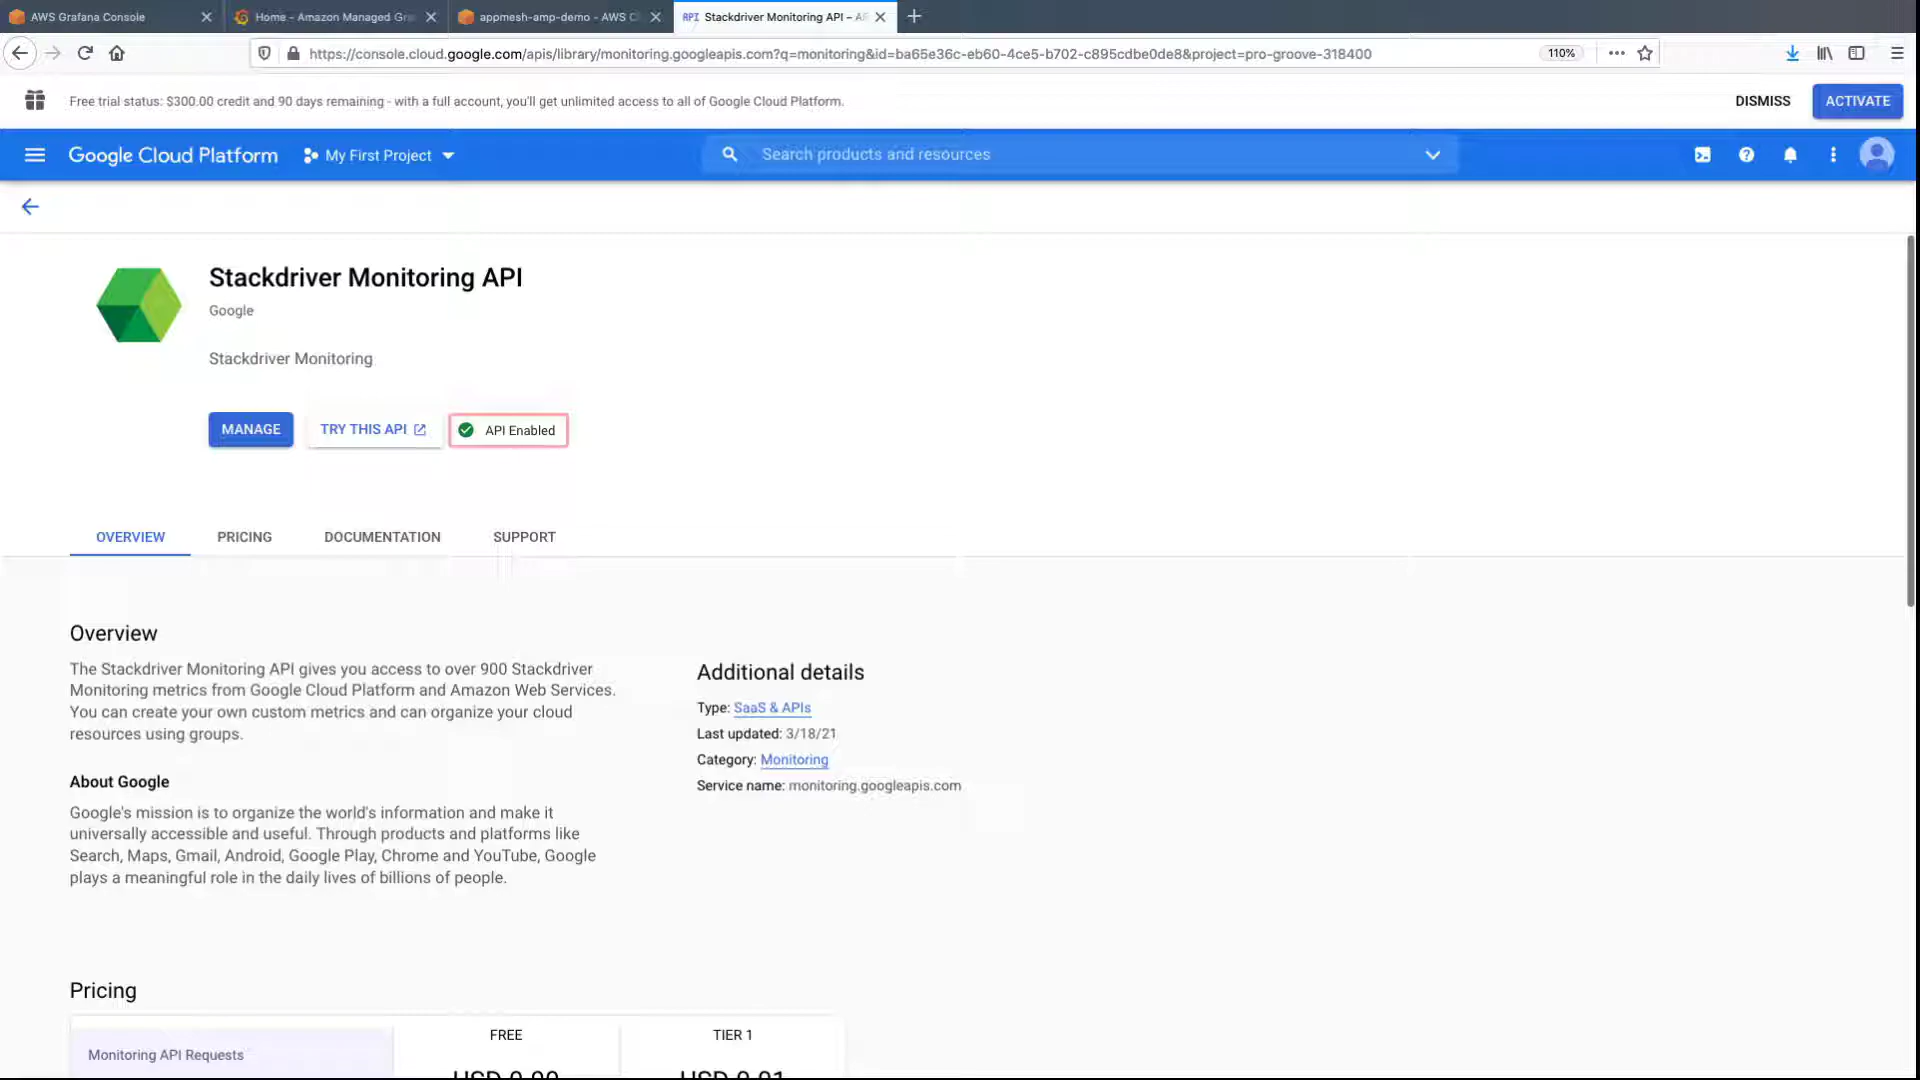 AWS Grafana Console
Home - Amazon Managed Gra
appmesh-amp-demo - AWS C
API Stackdriver Monitoring API – AP
https://console.cloud.google.com/apis/library/monitoring.googleapis.com?q=monitoring&id=ba65e36c-eb60-4ce5-b702-c895cdbe0de8&project=pro-groove-318400
110%
Free trial status: $300.00 credit and 90 days remaining - with a full account, you'll get unlimited access to all of Google Cloud Platform.
DISMISS
ACTIVATE
Google Cloud Platform
My First Project
Search products and resources
Stackdriver Monitoring API
Google
Stackdriver Monitoring
MANAGE
TRY THIS API
API Enabled
OVERVIEW
PRICING
DOCUMENTATION
SUPPORT
Overview
The Stackdriver Monitoring API gives you access to over 900 Stackdriver
Monitoring metrics from Google Cloud Platform and Amazon Web Services.
You can create your own custom metrics and can organize your cloud
resources using groups.
About Google
Google's mission is to organize the world's information and make it
universally accessible and useful. Through products and platforms like
Search, Maps, Gmail, Android, Google Play, Chrome and YouTube, Google
plays a meaningful role in the daily lives of billions of people.
Additional details
Type: SaaS & APIs
Last updated: 3/18/21
Category: Monitoring
Service name: monitoring.googleapis.com
Pricing
Monitoring API Requests
FREE
USD 0.00
TIER 1
USD 0.01